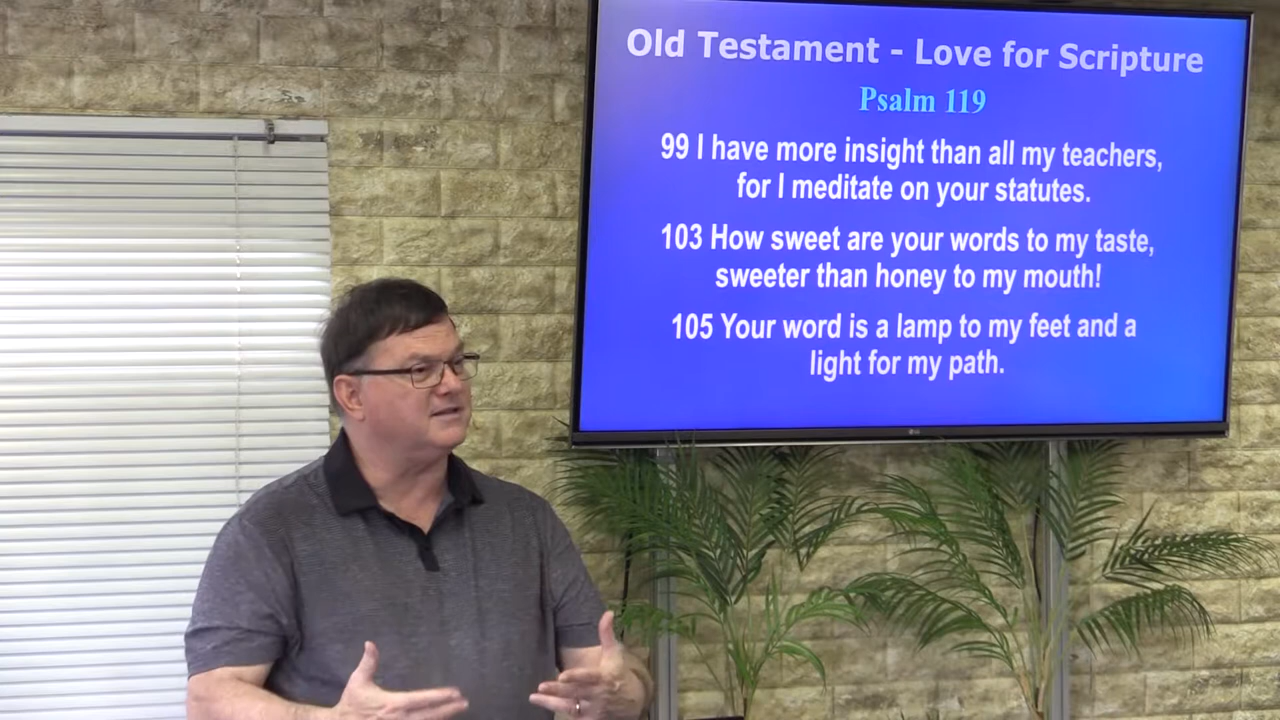 Old Testament - Love for Scripture
Psalm 119
99 I have more insight than all my teachers,
for I meditate on your statutes.
103 How sweet are your words to my taste,
sweeter than honey to my mouth!
105 Your word is a lamp to my feet and a
light for my path.
LG